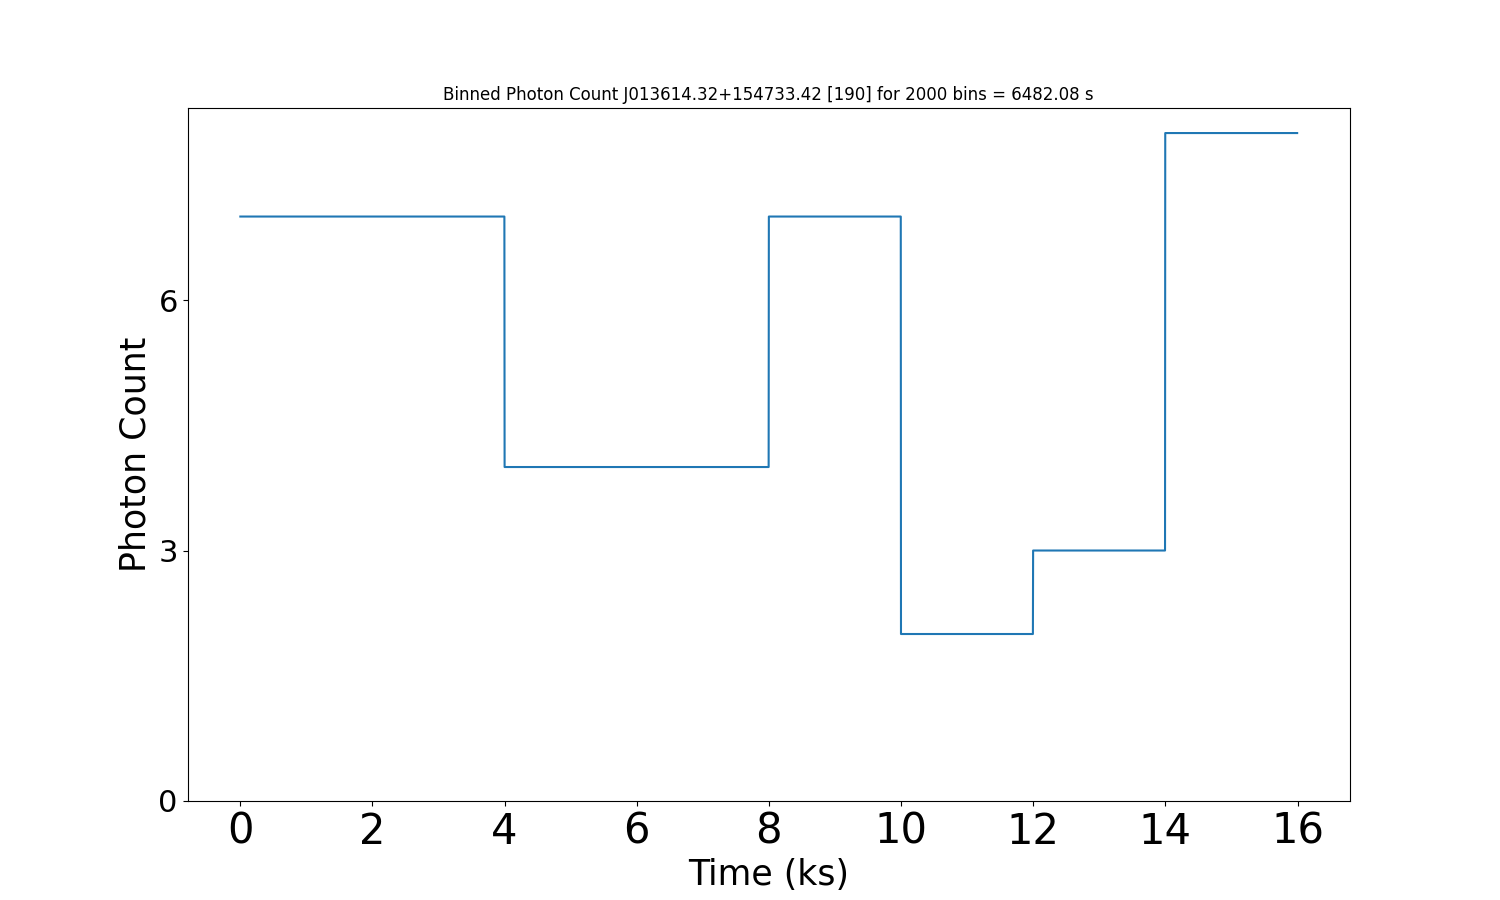 Binned Photon Count J013614.32+154733.42 [190] for 2000 bins = 6482.08 s
Photon Count
6
3
0
0 2 4 6 8 10 12 14 16
Time (ks)